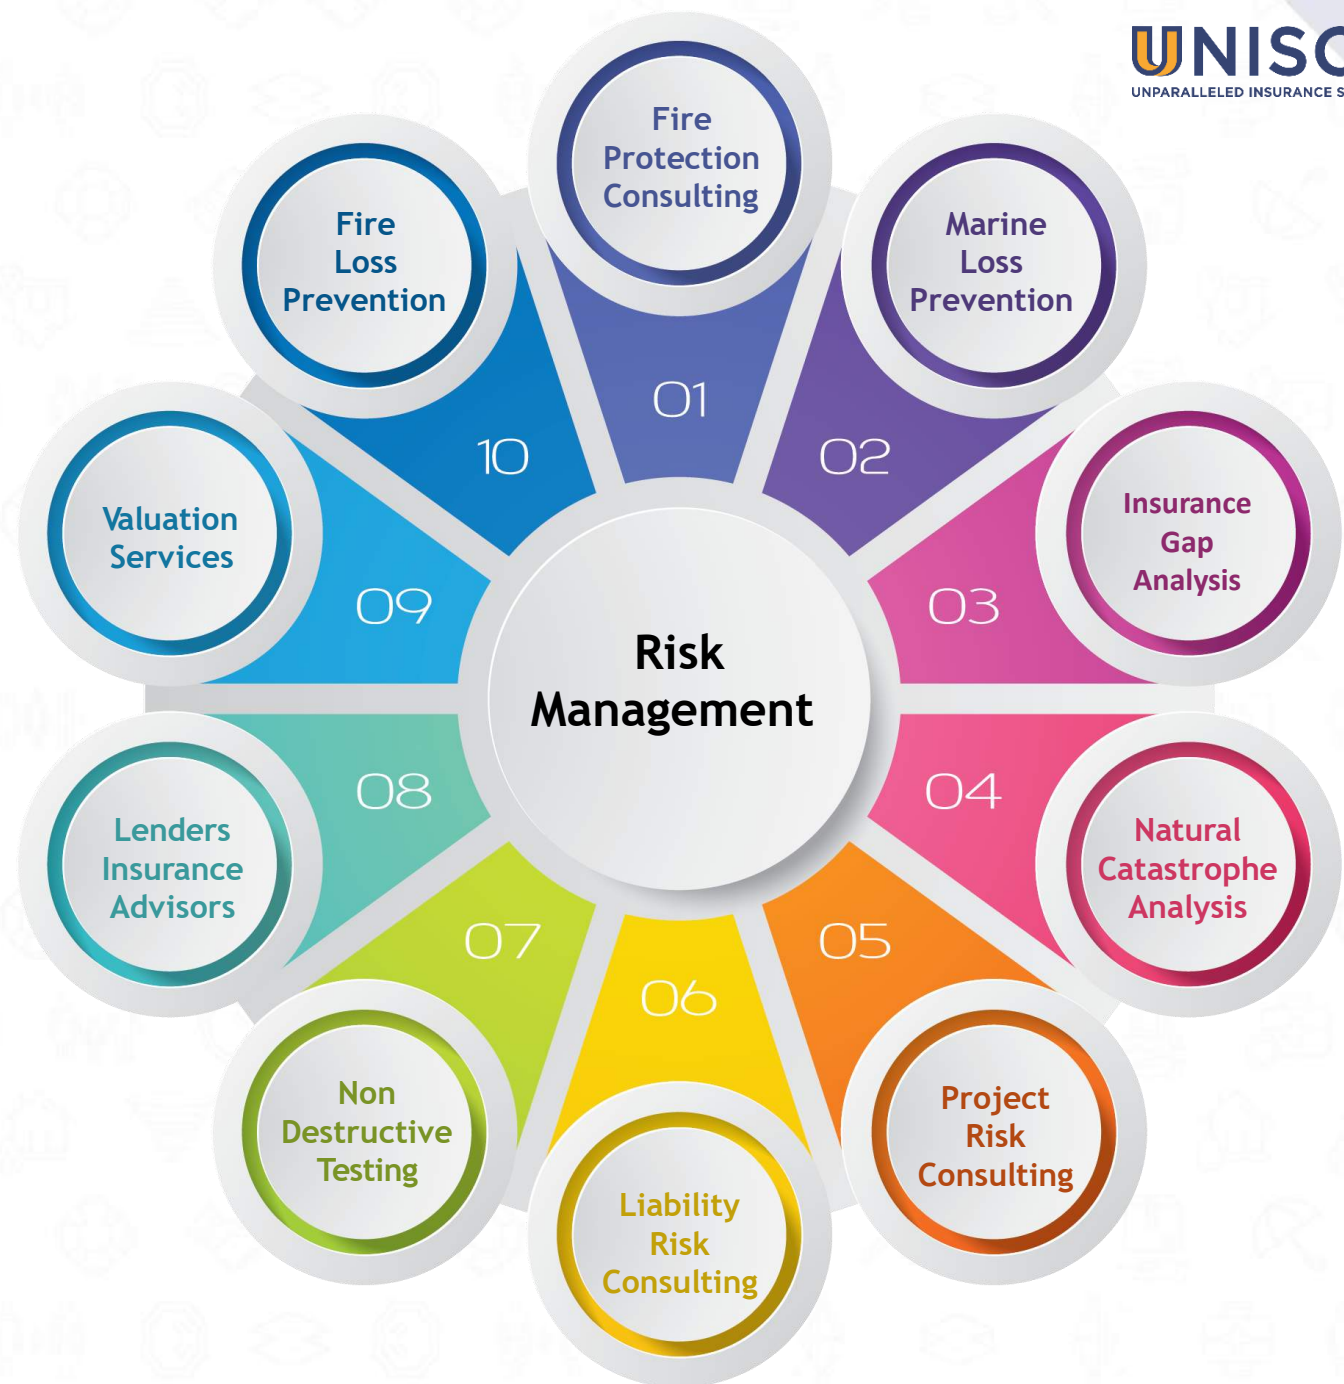 Fire
Protection
Consulting
01
Marine
Loss
Prevention
02
Insurance
Gap
Analysis
03
Natural
Catastrophe
Analysis
04
Project
Risk
Consulting
05
Liability
Risk
Consulting
06
Non
Destructive
Testing
07
Lenders
Insurance
Advisors
08
Valuation
Services
09
Fire
Loss
Prevention
10
Risk
Management
UNPARALLELED INSURANCE